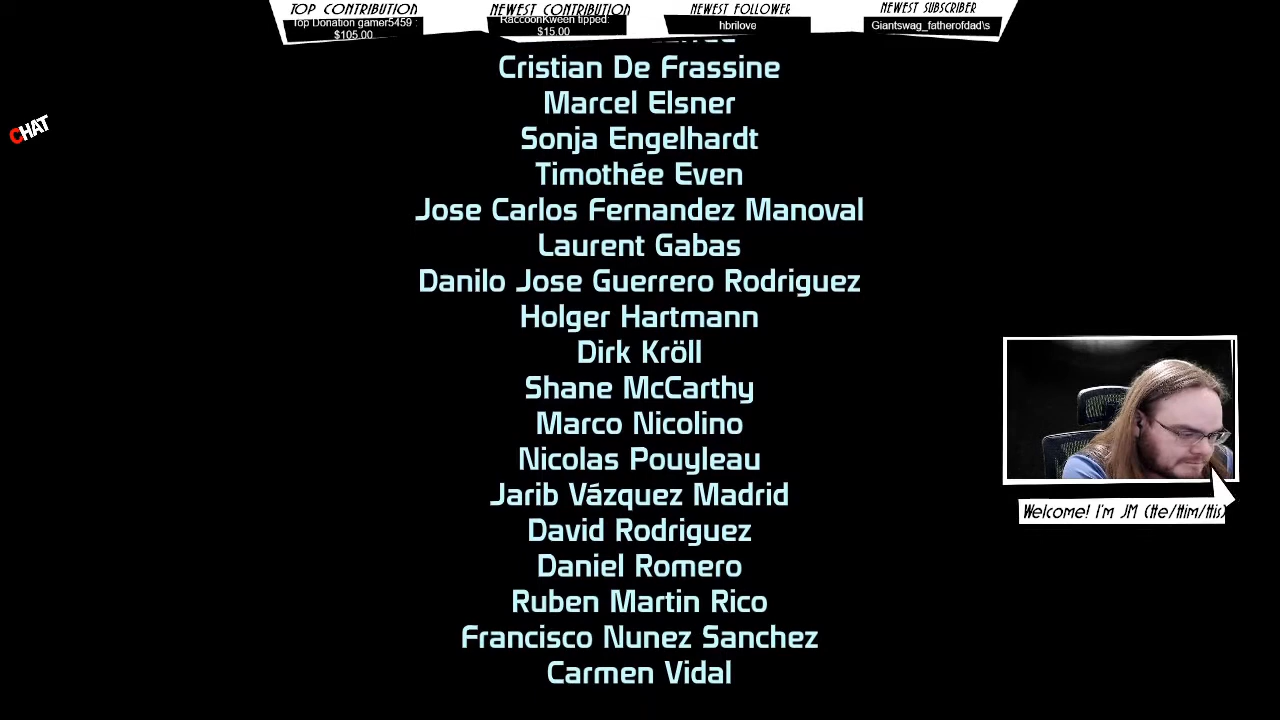 TOP CONTRIBUTION
Top Donation gamer5459 :
$105.00
NEWEST CONTRIBUTION
RaccoonKween tipped:
$15.00
NEWEST FOLLOWER
hbrilove
NEWEST SUBSCRIBER
Giantswag_fatherofdad\s
CHAT
Cristian De Frassine
Marcel Elsner
Sonja Engelhardt
Timothée Even
Jose Carlos Fernandez Manoval
Laurent Gabas
Danilo Jose Guerrero Rodriguez
Holger Hartmann
Dirk Kröll
Shane McCarthy
Marco Nicolino
Nicolas Pouyleau
Jarib Vázquez Madrid
David Rodriguez
Daniel Romero
Ruben Martin Rico
Francisco Nunez Sanchez
Carmen Vidal
Welcome! I'm JM (He/Him/His)